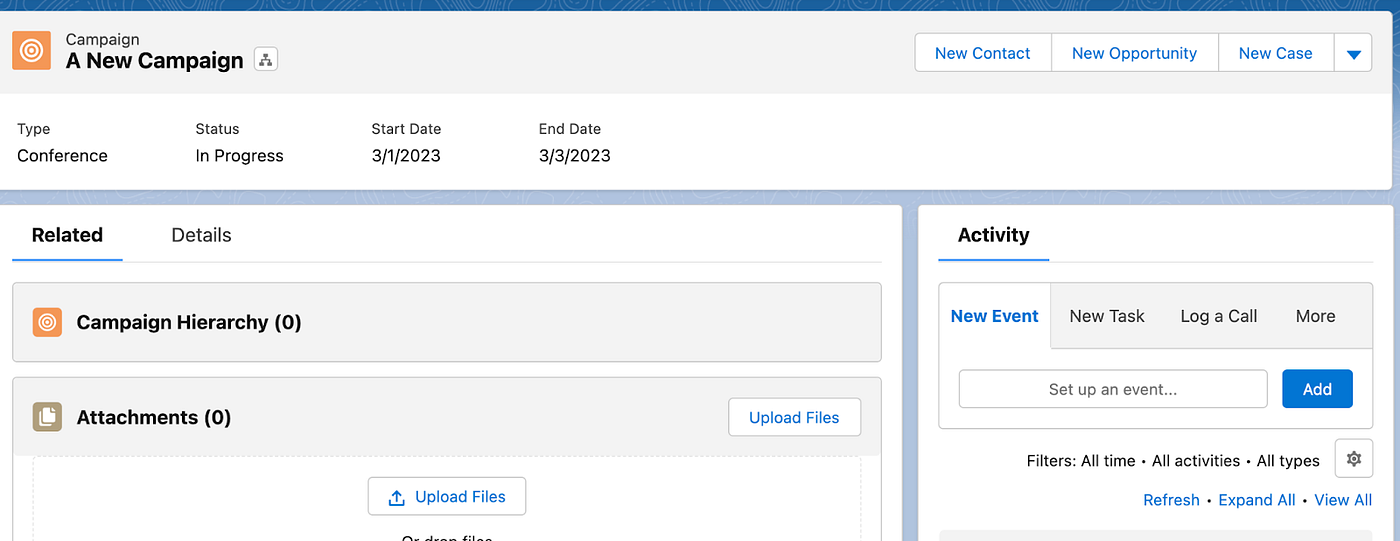 Campaign
A New Campaign
New Contact
New Opportunity
New Case
Type
Status
Start Date
End Date
Conference
In Progress
3/1/2023
3/3/2023
Related
Details
Campaign Hierarchy (0)
Attachments (0)
Upload Files
Upload Files
Or drop files
Activity
New Event
New Task
Log a Call
More
Set up an event...
Add
Filters: All time • All activities • All types
Refresh • Expand All • View All